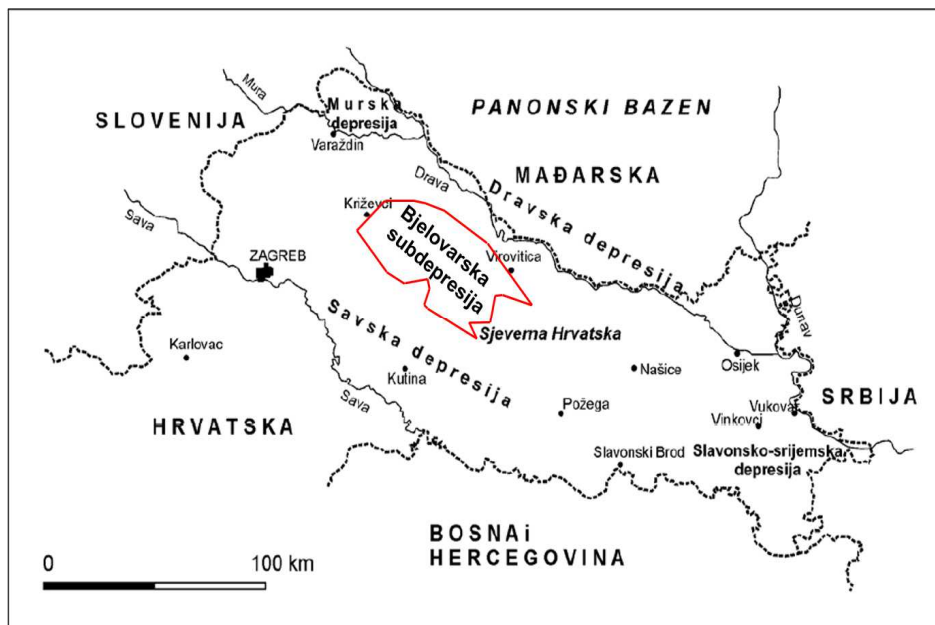 Mura
SLOVENIJA
Murska
depresija
Varaždin
PANONSKI BAZEN
MAĐARSKA
Drava
Dravska depresija
Križevci
Bjelovarska
subdepresija
Virovitica
Sava
ZAGREB
Dunav
Savska depresija
Sjeverna Hrvatska
Karlovac
Kutina
Našice
Osijek
SRBIJA
HRVATSKA
Sava
Požega
Vukovar
Vinkovci
Slavonski Brod
Slavonsko-srijemska
depresija
BOSNA i
HERCEGOVINA
0 100 km